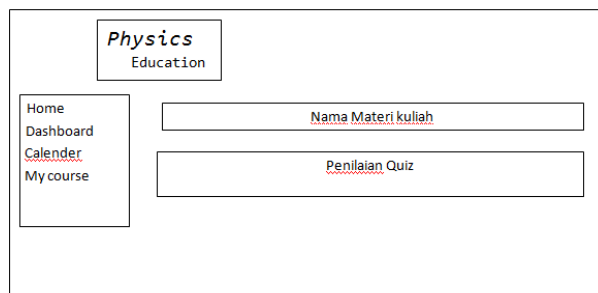 Physics
Education
Home
Dashboard
Calender
My course
Nama Materi kuliah
Penilaian Quiz